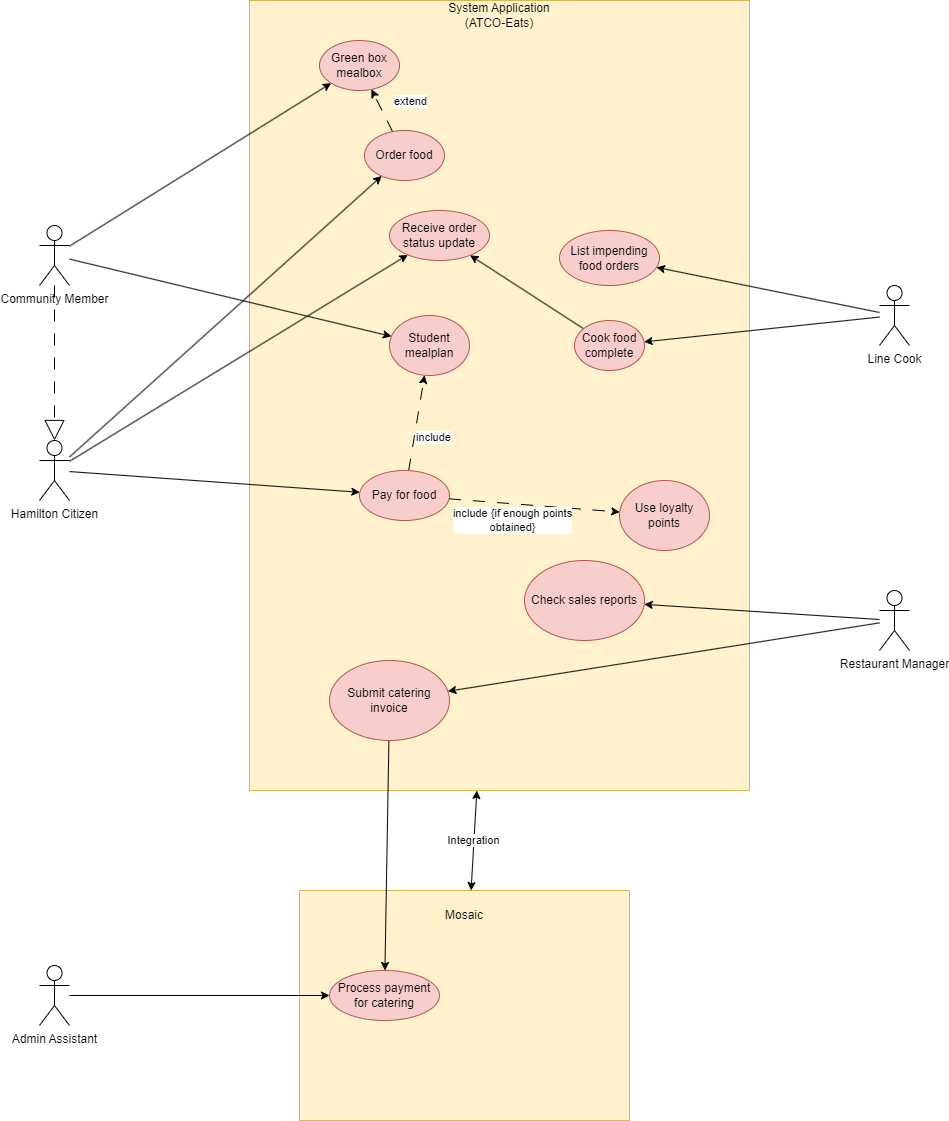 System Application
(ATCO-Eats)
Green box
mealbox
extend
Order food
Receive order
status update
List impending
food orders
Community Member
Student
mealplan
Cook food
complete
Line Cook
include
Pay for food
Use loyalty
points
include {if enough points
obtained}
Hamilton Citizen
Check sales reports
Restaurant Manager
Submit catering
invoice
Integration
Mosaic
Process payment
for catering
Admin Assistant